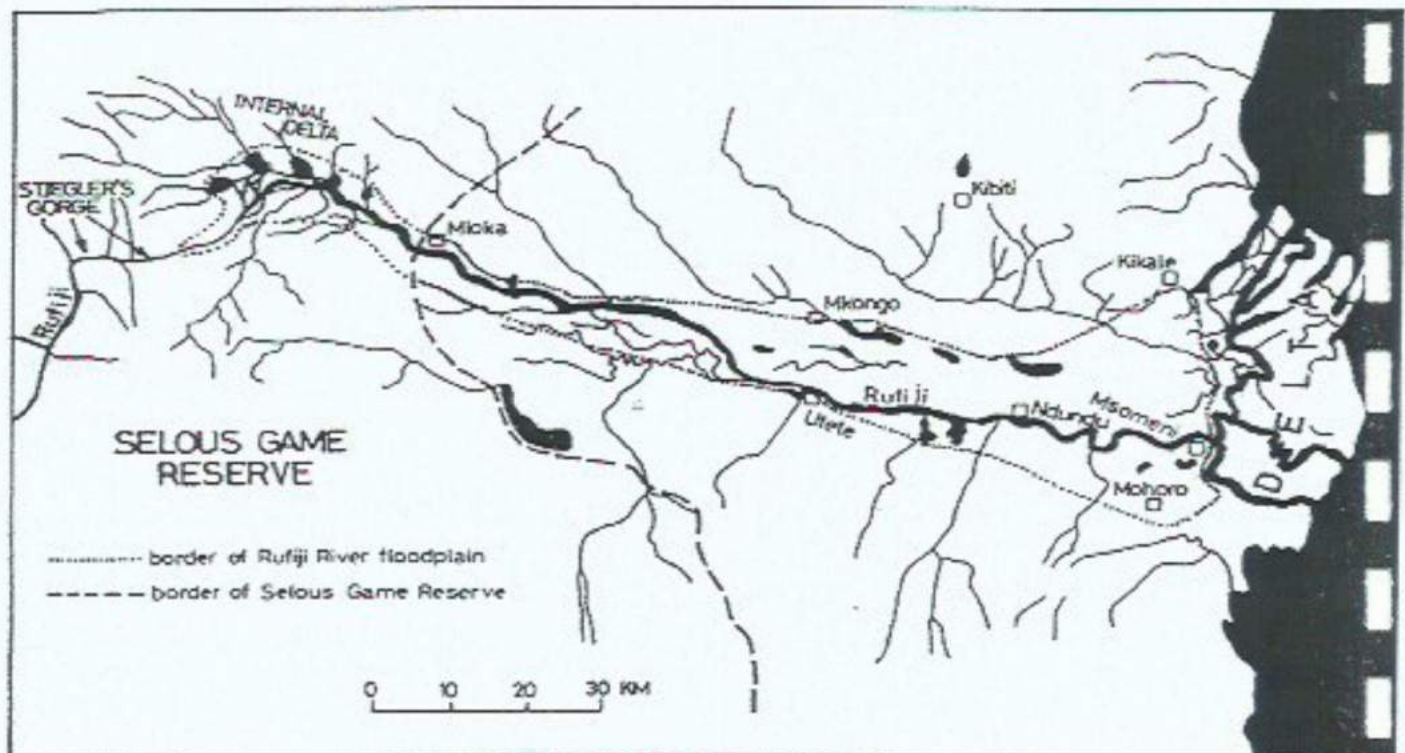 INTERNAL
DELTA
STIEGLER'S
GORGE
Kibiti
Mloka
Kikale
Rufiji
Mkongo
Rufiji
Ndundu
Msomeni
Utete
DELTA
Mohoro
SELOUS GAME
RESERVE
border of Rufiji River floodplain
border of Selous Game Reserve
0 10 20 30 KM